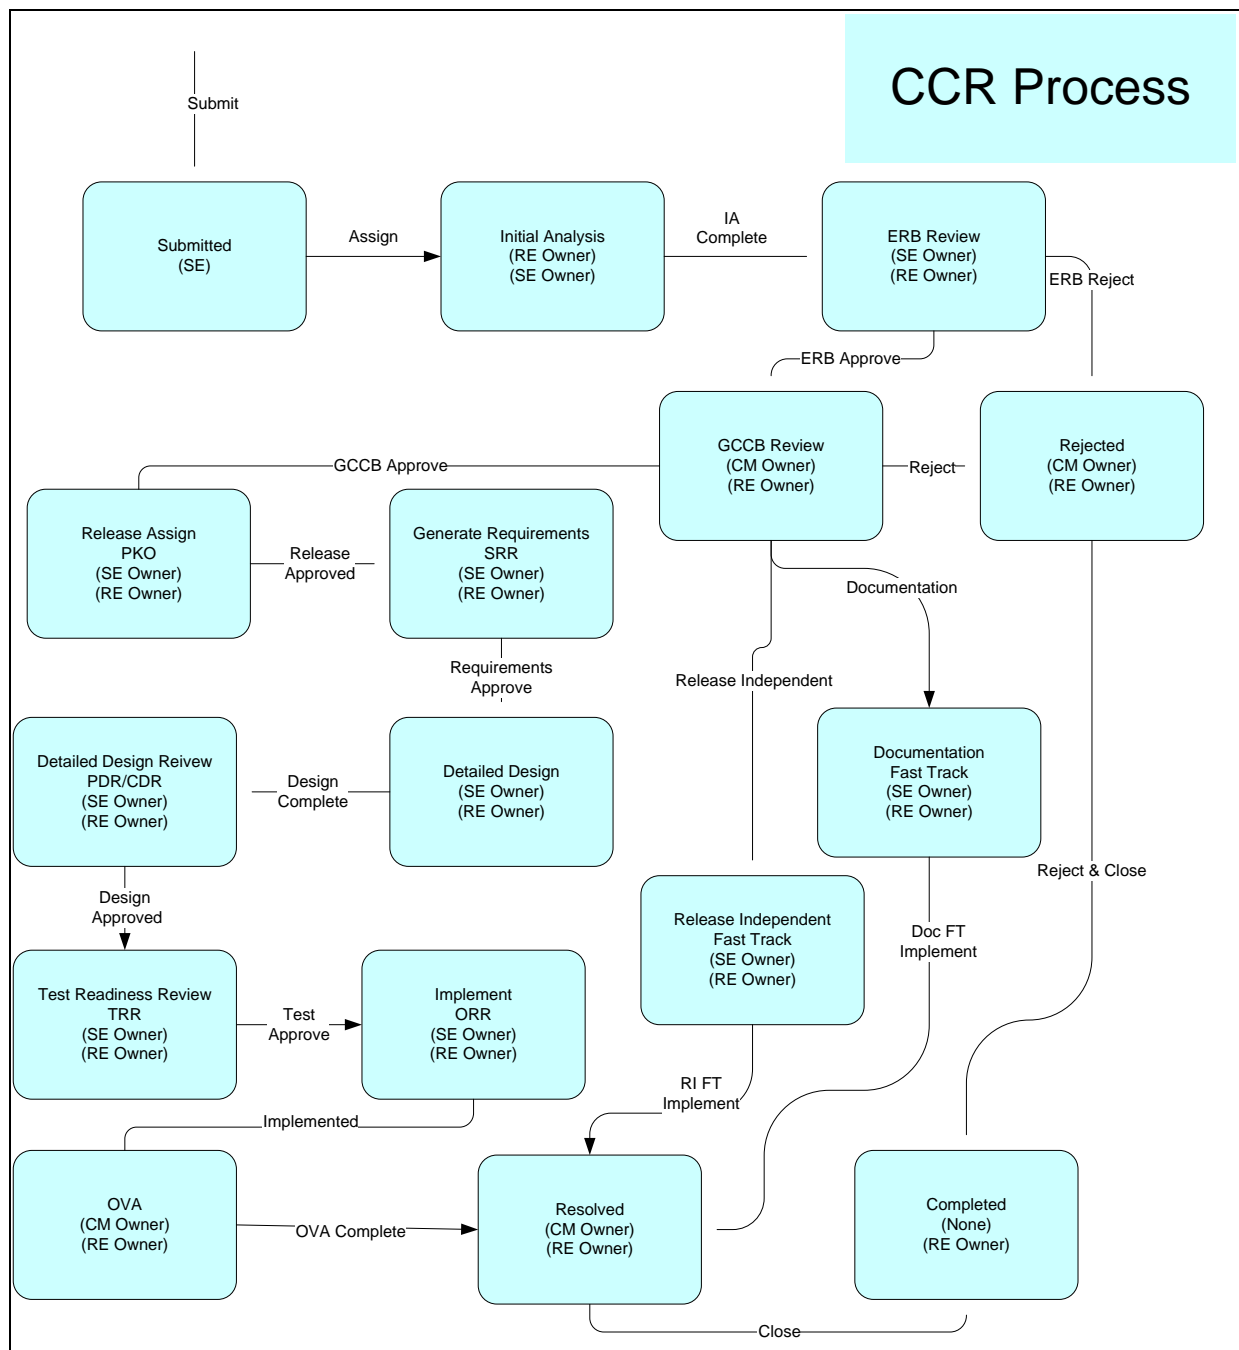 CCR Process
Submit
Submitted
(SE)
Assign
Initial Analysis
(RE Owner)
(SE Owner)
IA
Complete
ERB Review
(SE Owner)
(RE Owner)
ERB Reject
ERB Approve
GCCB Review
(CM Owner)
(RE Owner)
Reject
Rejected
(CM Owner)
(RE Owner)
GCCB Approve
Release Assign
PKO
(SE Owner)
(RE Owner)
Release
Approved
Generate Requirements
SRR
(SE Owner)
(RE Owner)
Documentation
Requirements
Approve
Release Independent
Detailed Design Reivew
PDR/CDR
(SE Owner)
(RE Owner)
Design
Complete
Detailed Design
(SE Owner)
(RE Owner)
Documentation
Fast Track
(SE Owner)
(RE Owner)
Reject & Close
Design
Approved
Release Independent
Fast Track
(SE Owner)
(RE Owner)
Doc FT
Implement
Test Readiness Review
TRR
(SE Owner)
(RE Owner)
Test
Approve
Implement
ORR
(SE Owner)
(RE Owner)
RI FT
Implement
Implemented
OVA
(CM Owner)
(RE Owner)
OVA Complete
Resolved
(CM Owner)
(RE Owner)
Completed
(None)
(RE Owner)
Close